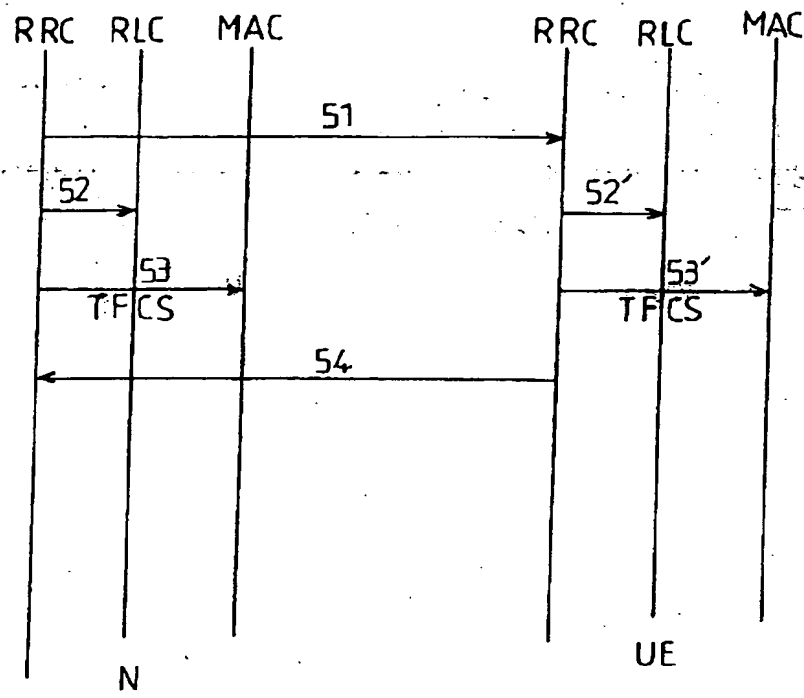 RRC RLC MAC RRC RLC MAC
51
52 52′
53 53′
TFCS TFCS
54
N UE